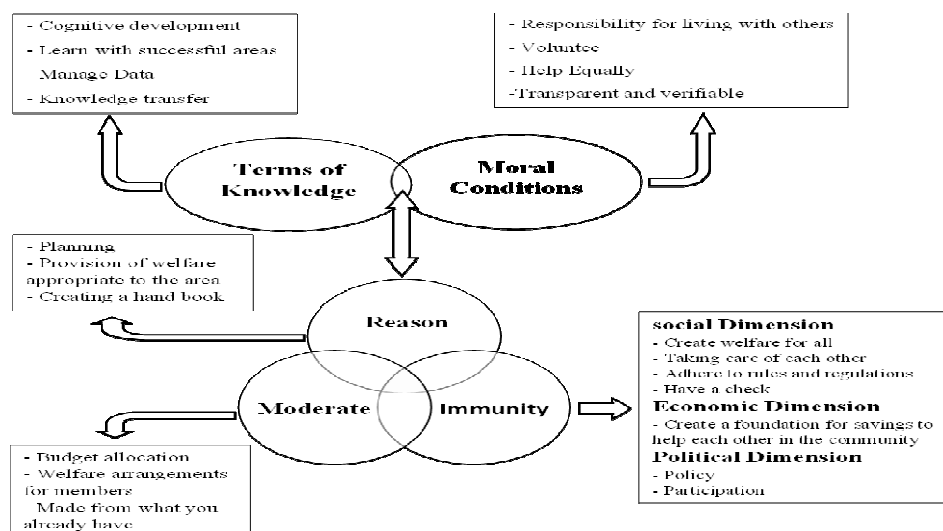 - Cognitive development
- Learn with successful areas
Manage Data
- Knowledge transfer
- Responsibility for living with others
- Voluntee
- Help Equally
-Transparent and verifiable
Terms of
Knowledge
Moral
Conditions
- Planning
- Provision of welfare
appropriate to the area
- Creating a hand book
Reason
Moderate
Immunity
social Dimension
- Create welfare for all
- Taking care of each other
- Adhere to rules and regulations
- Have a check
Economic Dimension
- Create a foundation for savings to
help each other in the community
Political Dimension
- Policy
- Participation
- Budget allocation
- Welfare arrangements
for members
Made from what you
already have